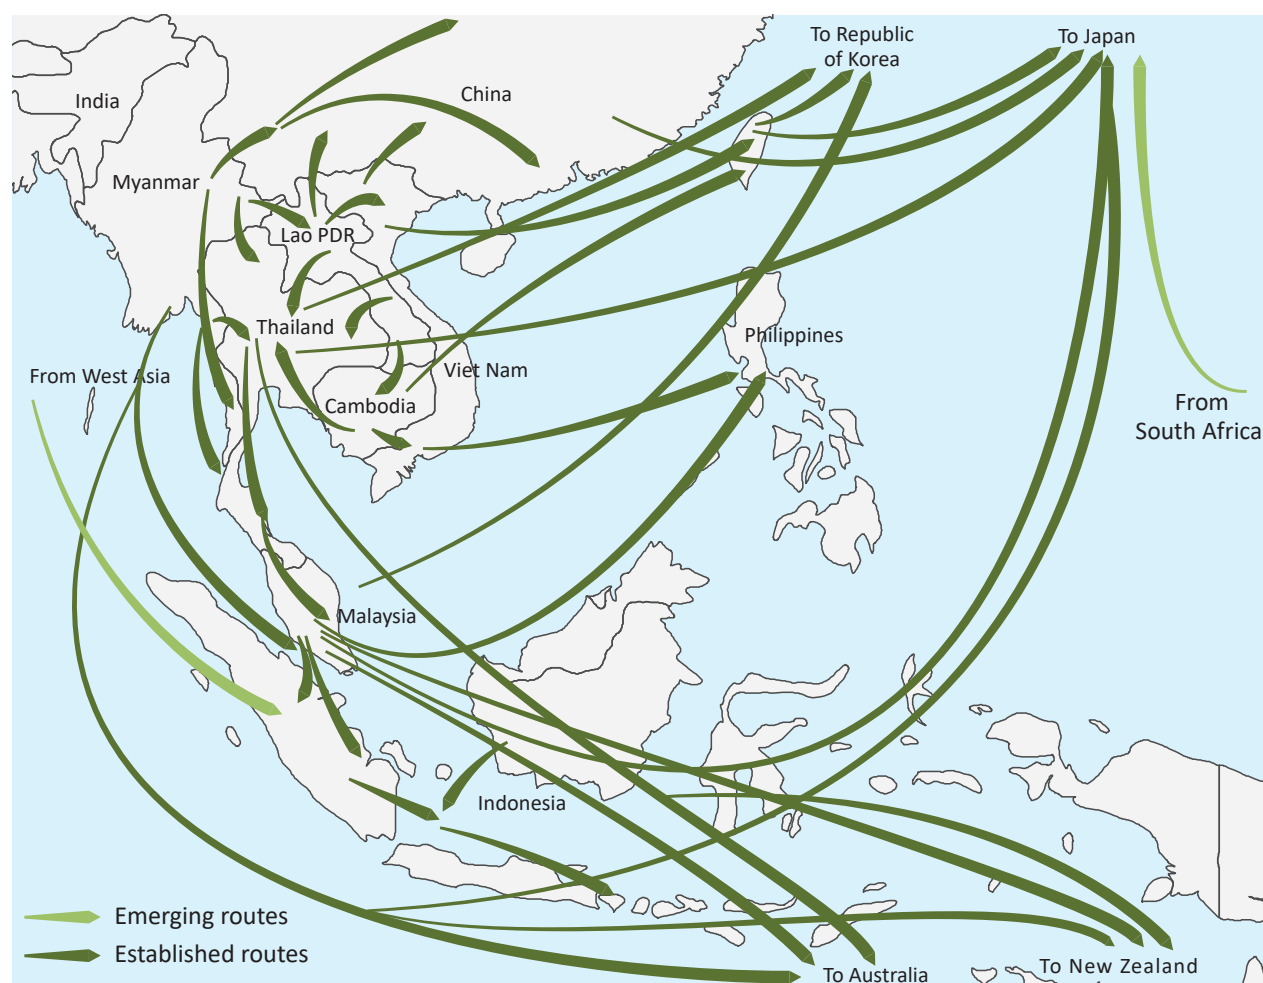 To Republic
of Korea
To Japan
India
China
Myanmar
Lao PDR
Thailand
Philippines
Viet Nam
From West Asia
Cambodia
From
South Africa
Malaysia
Indonesia
Emerging routes
Established routes
To New Zealand
To Australia